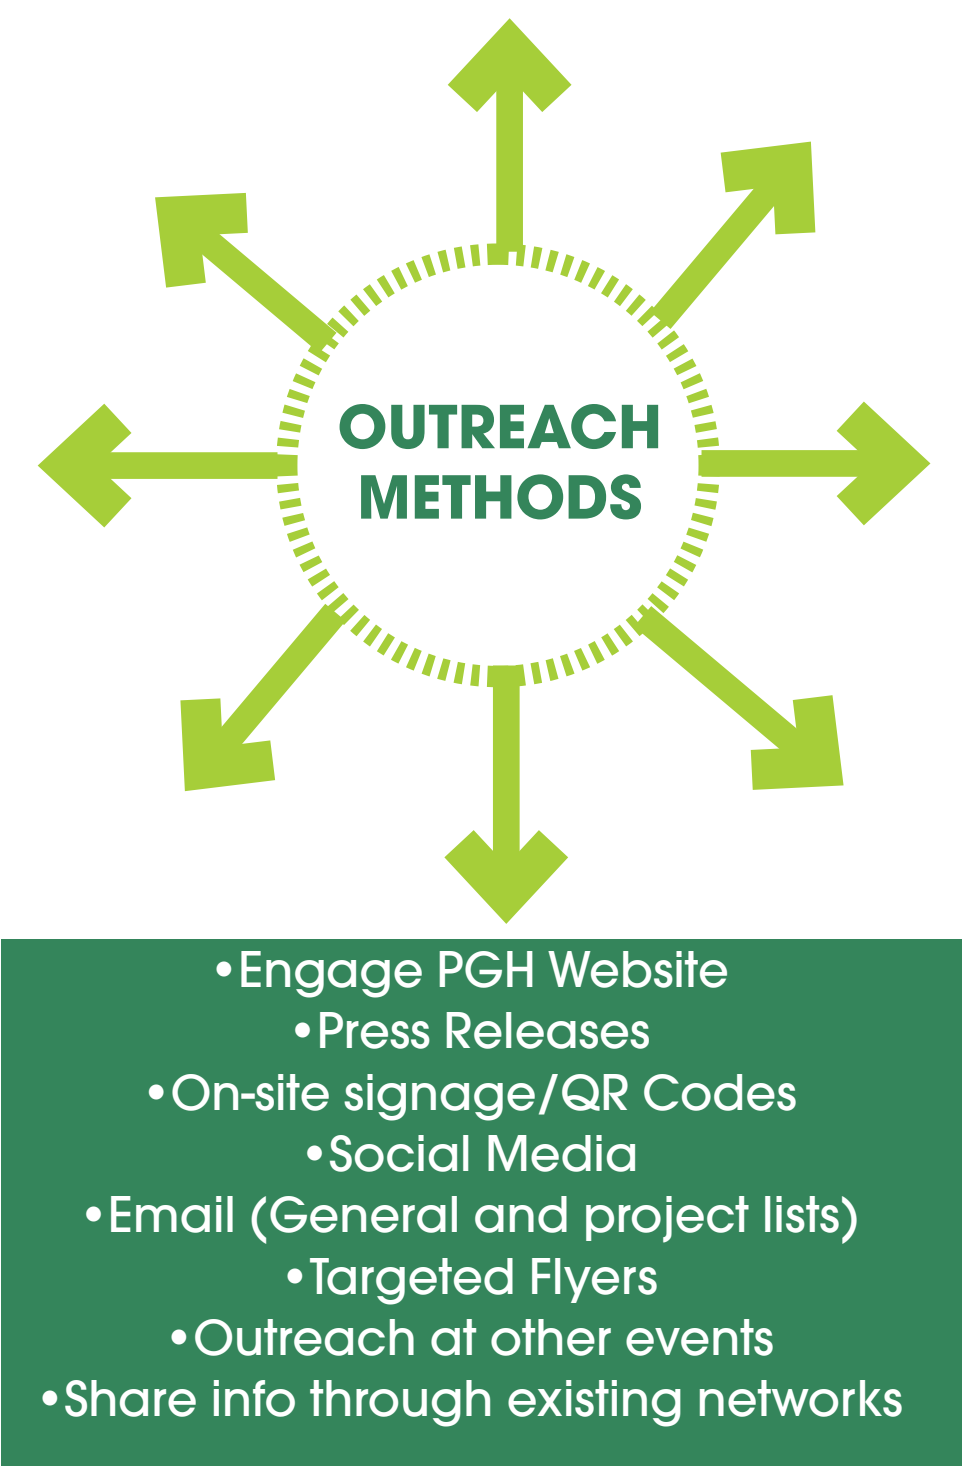 OUTREACH
METHODS
•Engage PGH Website
•Press Releases
•On-site signage/QR Codes
•Social Media
•Email (General and project lists)
•Targeted Flyers
•Outreach at other events
•Share info through existing networks